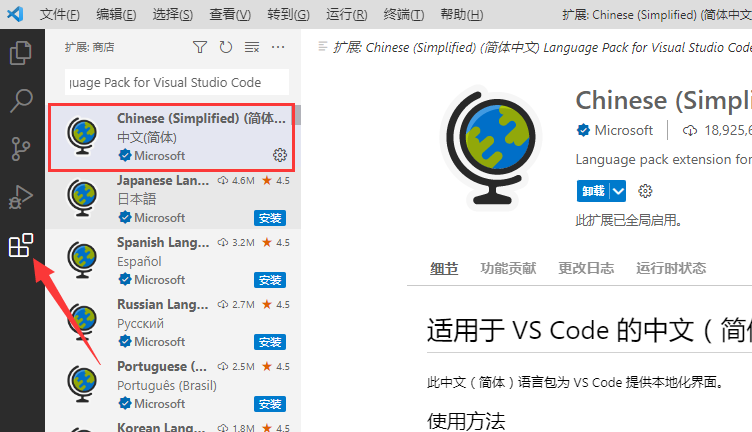 文件(F) 编辑(E) 选择(S) 查看(V) 转到(G) 运行(R) 终端(T) 帮助(H) 扩展: Chinese (Simplified) (简体中文)
扩展: 商店
uage Pack for Visual Studio Code
Chinese (Simplified) (简体...
中文(简体)
Microsoft
Japanese Lan... 4.6M 4.5
日本語
Microsoft 安装
Spanish Lang... 3.2M 4.5
Español
Microsoft 安装
Russian Lang... 2.7M 4.5
Русский
Microsoft 安装
Portuguese (... 2.5M 4.5
Português (Brasil)
Microsoft 安装
Korean Lang... 1.8M 4.5
扩展: Chinese (Simplified) (简体中文) Language Pack for Visual Studio Code
Chinese (Simpl
Microsoft 18,925,6
Language pack extension for
卸载
此扩展已全局启用。
细节 功能贡献 更改日志 运行时状态
适用于 VS Code 的中文（简体
此中文（简体）语言包为 VS Code 提供本地化界面。
使用方法